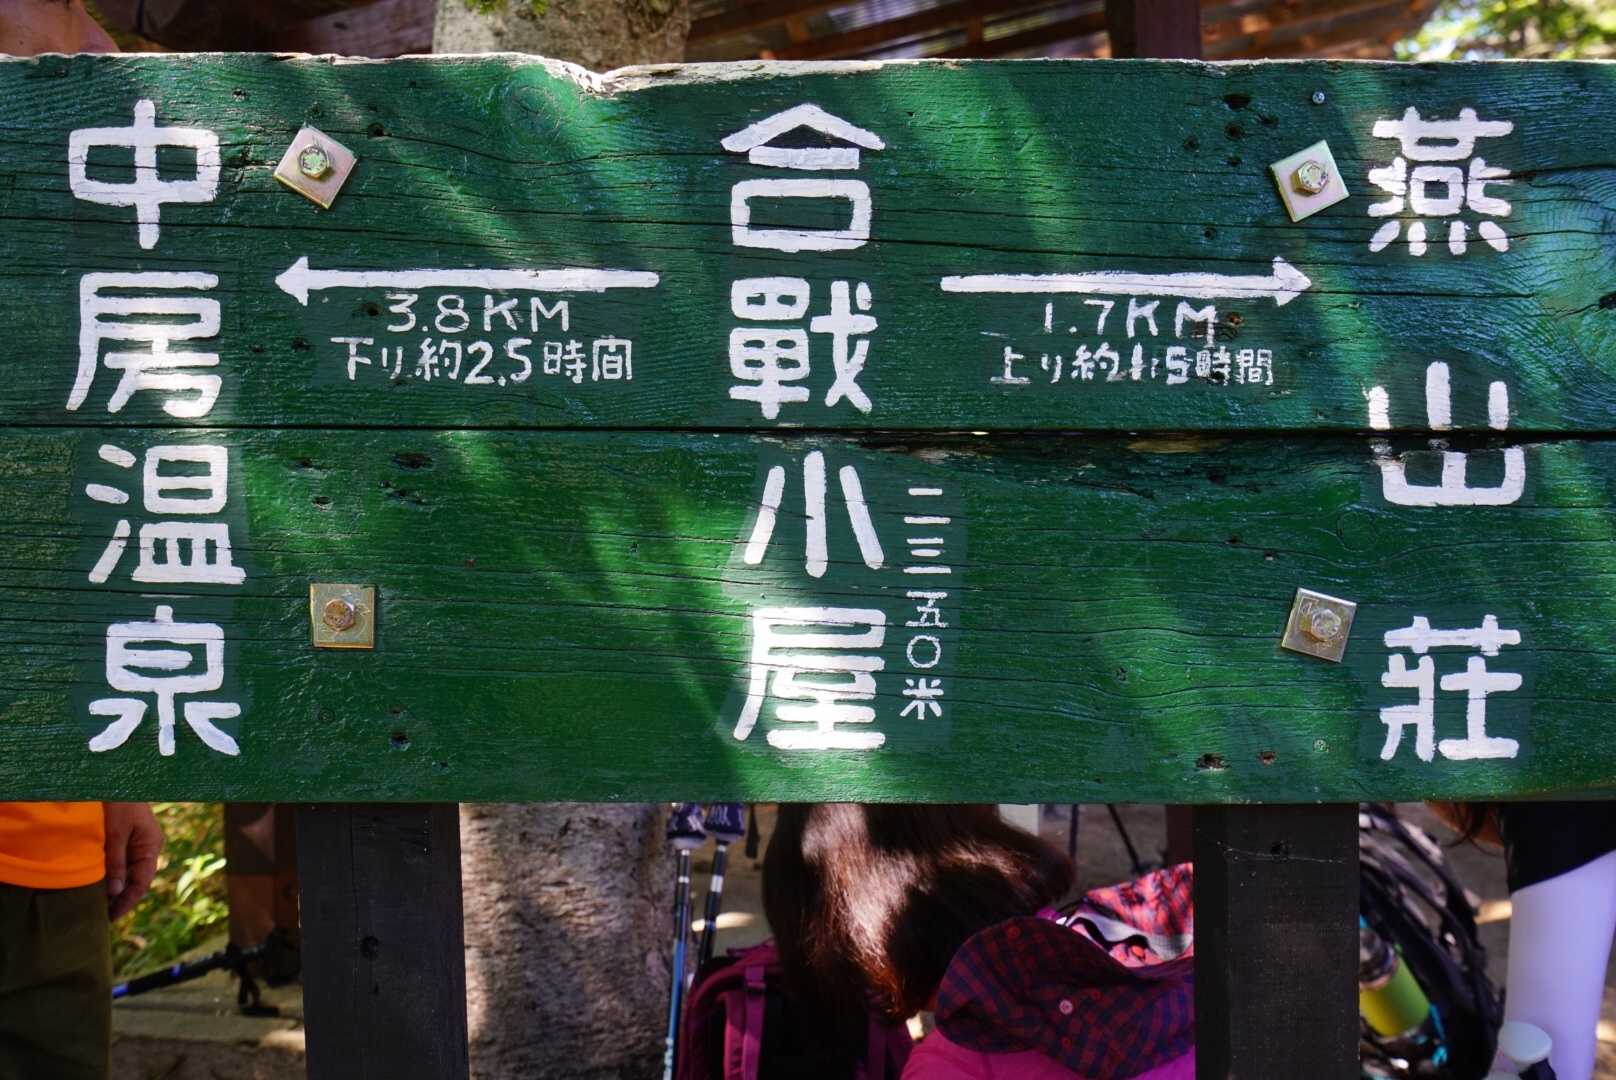 中房温泉
3.8KM
下り約2.5時間
合戰小屋
二三五〇米
1.7KM
上り約1.5時間
燕山莊